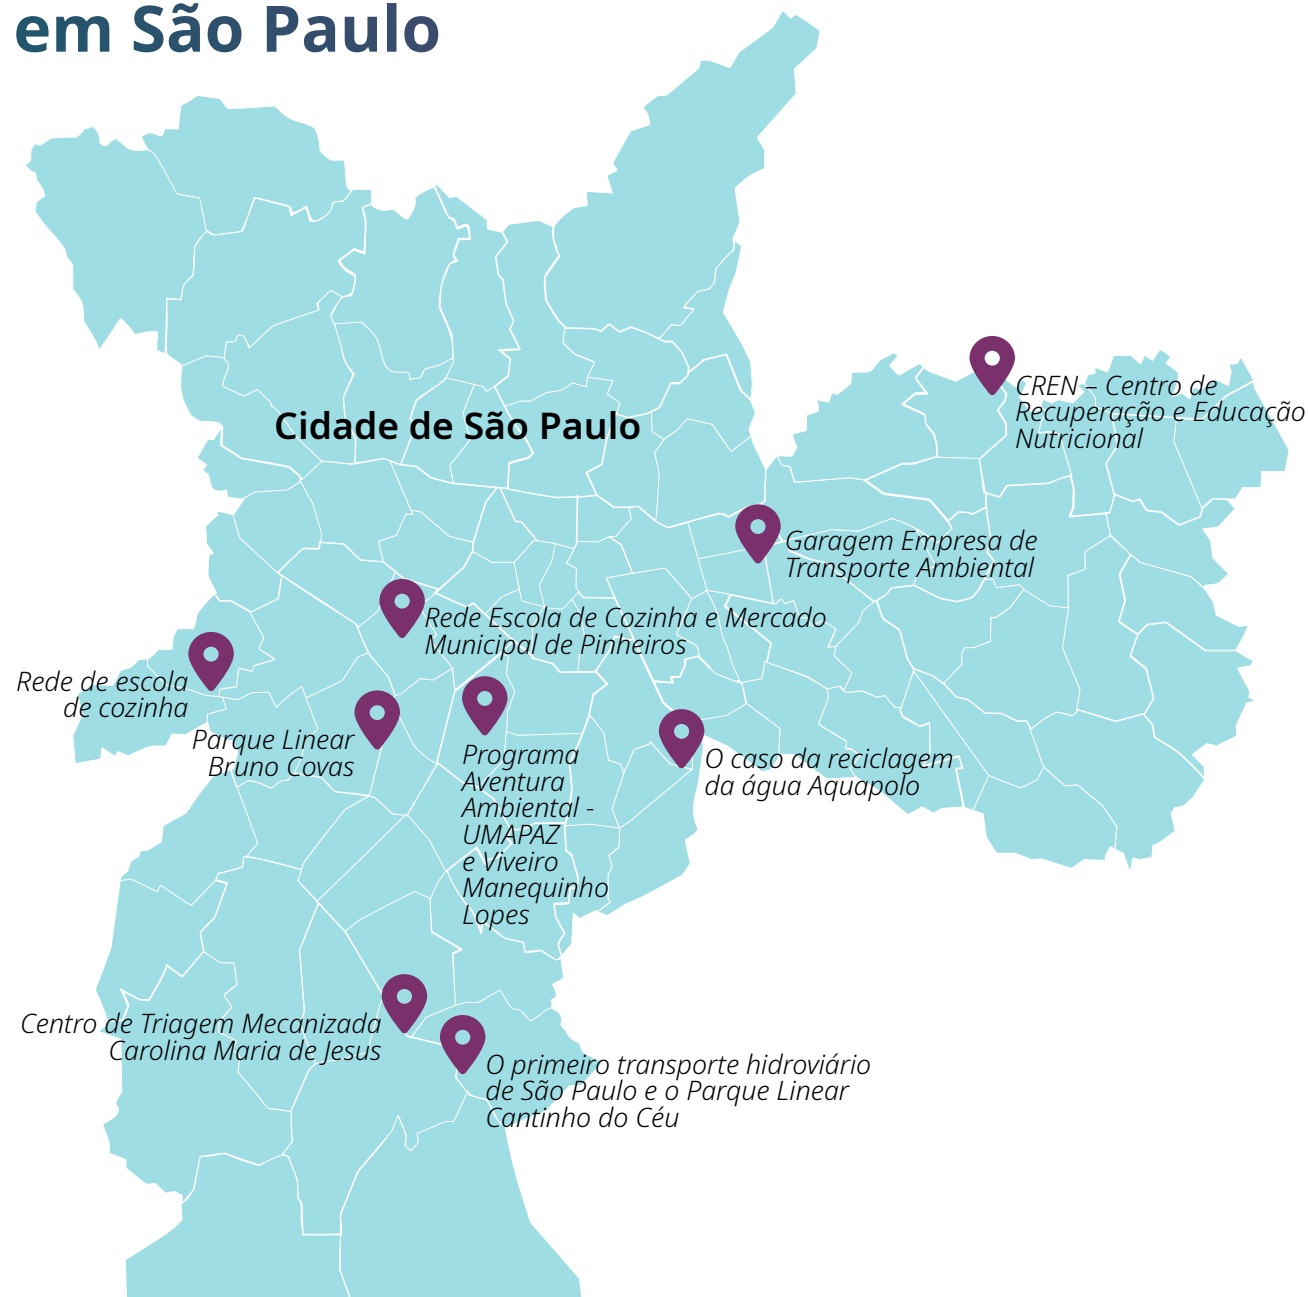 em São Paulo
CREN – Centro de
Recuperação e Educação
Nutricional
Cidade de São Paulo
Garagem Empresa de
Transporte Ambiental
Rede Escola de Cozinha e Mercado
Municipal de Pinheiros
Rede de escola
de cozinha
Parque Linear
Bruno Covas
Programa
Aventura
Ambiental -
UMAPAZ
e Viveiro
Manequinho
Lopes
O caso da reciclagem
da água Aquapolo
Centro de Triagem Mecanizada
Carolina Maria de Jesus
O primeiro transporte hidroviário
de São Paulo e o Parque Linear
Cantinho do Céu